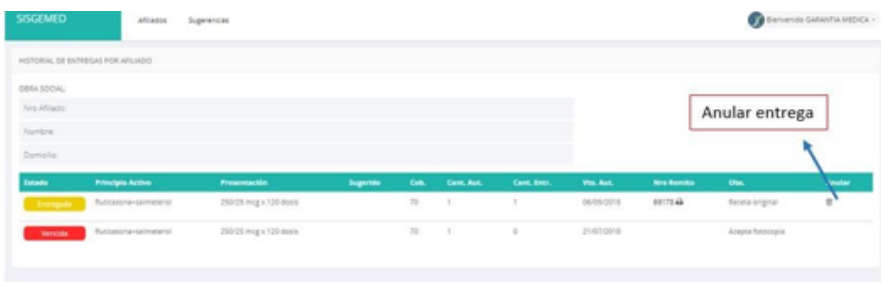 SISGEMED Afiliados Sugerencias Bienvenido GARANTIA MEDICA
HISTORIAL DE ENTREGAS POR AFILIADO
OBRA SOCIAL:
Nro Afiliado:
Nombre:
Domicilio:
Anular entrega
Estado Principio Activo Presentación Sugerido Cob. Cant. Aut. Cant. Entr. Vto. Aut. Nro Remito Obs. Anular
Entregada fluticasona+salmeterol 250/25 mcg x 120 dosis 70 1 1 06/09/2018 69178 Receta original
Vencida fluticasona+salmeterol 250/25 mcg x 120 dosis 70 1 0 21/07/2018 Acepta fotocopia